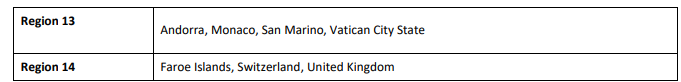 Region 13
Andorra, Monaco, San Marino, Vatican City State
Region 14
Faroe Islands, Switzerland, United Kingdom